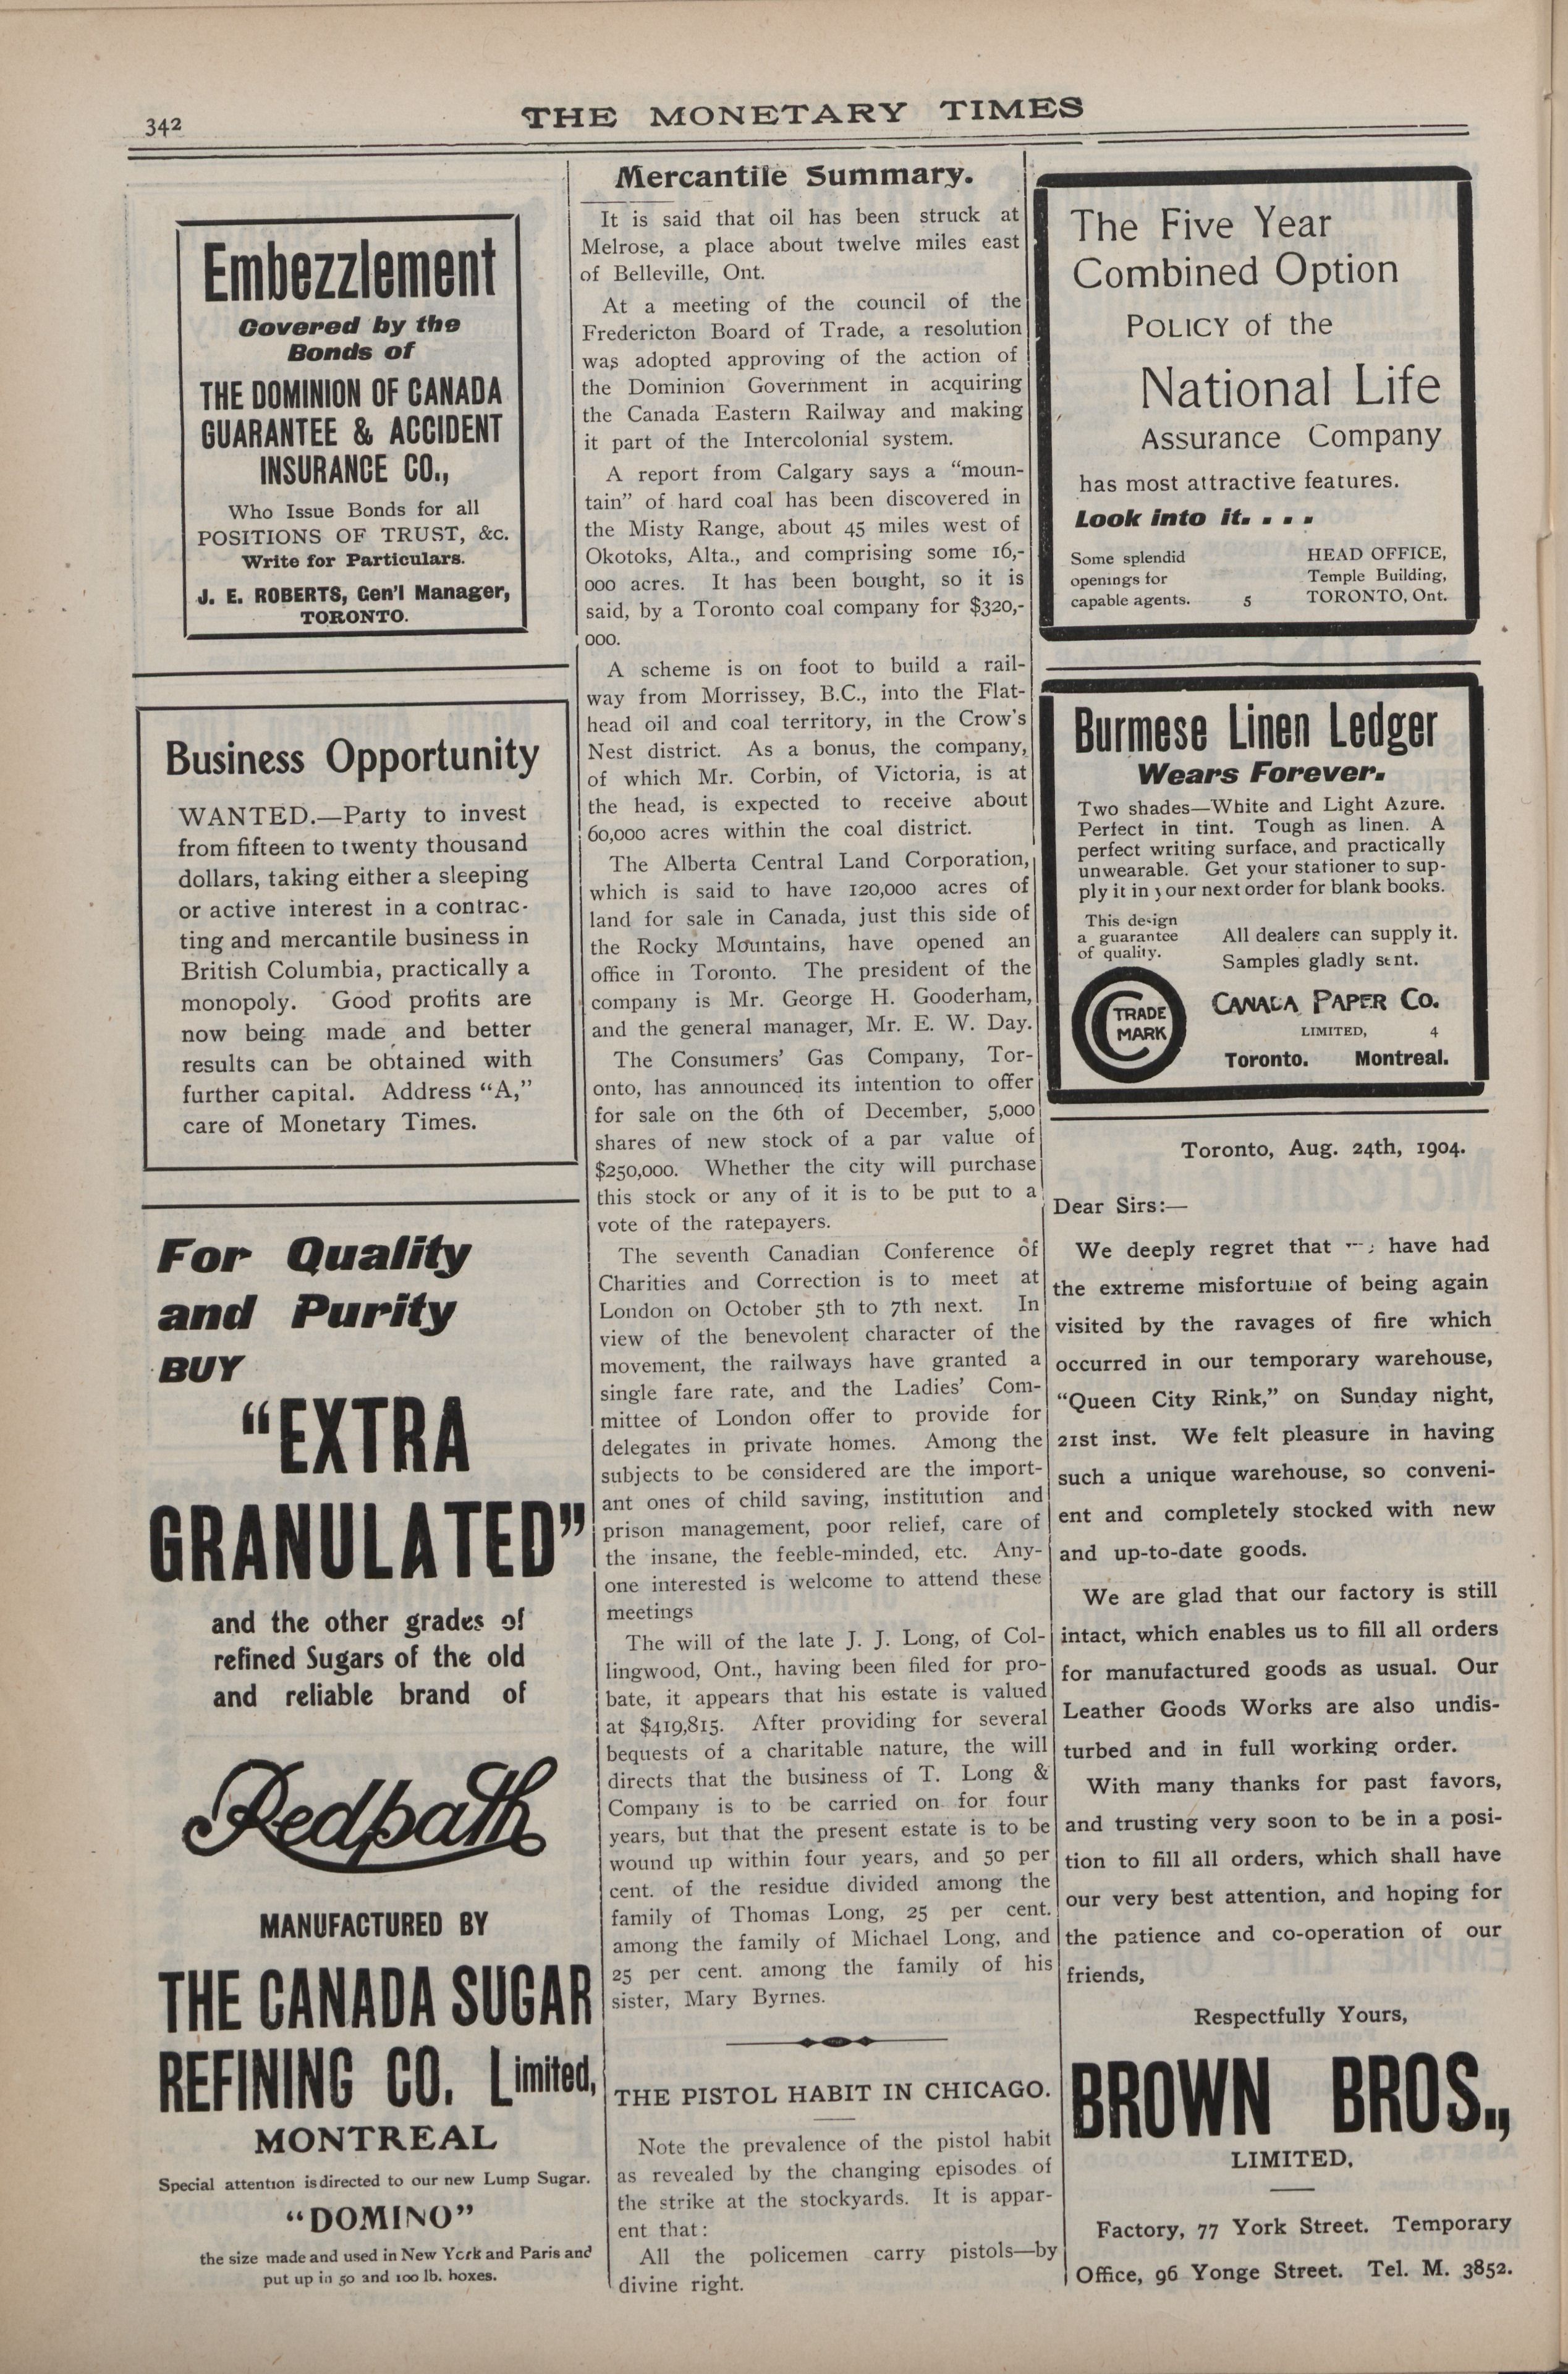 342
THE MONETARY TIMES
Embezzlement
Covered by the
Bonds of
THE DOMINION OF CANADA
GUARANTEE & ACCIDENT
INSURANCE CO.,
Who Issue Bonds for all
POSITIONS OF TRUST, &c.
Write for Particulars.
J. E. ROBERTS, Gen'l Manager,
TORONTO.
Business Opportunity
WANTED.—Party to invest
from fifteen to twenty thousand
dollars, taking either a sleeping
or active interest in a contrac-
ting and mercantile business in
British Columbia, practically a
monopoly. Good profits are
now being made and better
results can be obtained with
further capital. Address "A,"
care of Monetary Times.
For Quality
and Purity
BUY
"EXTRA
GRANULATED"
and the other grades of
refined Sugars of the old
and reliable brand of
Redpath
MANUFACTURED BY
THE CANADA SUGAR
REFINING CO. Limited,
MONTREAL
Special attention is directed to our new Lump Sugar.
"DOMINO"
the size made and used in New York and Paris and
put up in 50 and 100 lb. boxes.
Mercantile Summary.
It is said that oil has been struck at
Melrose, a place about twelve miles east
of Belleville, Ont.
At a meeting of the council of the
Fredericton Board of Trade, a resolution
was adopted approving of the action of
the Dominion Government in acquiring
the Canada Eastern Railway and making
it part of the Intercolonial system.
A report from Calgary says a "moun-
tain" of hard coal has been discovered in
the Misty Range, about 45 miles west of
Okotoks, Alta., and comprising some 16,-
000 acres. It has been bought, so it is
said, by a Toronto coal company for $320,-
000.
A scheme is on foot to build a rail-
way from Morrissey, B.C., into the Flat-
head oil and coal territory, in the Crow's
Nest district. As a bonus, the company,
of which Mr. Corbin, of Victoria, is at
the head, is expected to receive about
60,000 acres within the coal district.
The Alberta Central Land Corporation,
which is said to have 120,000 acres of
land for sale in Canada, just this side of
the Rocky Mountains, have opened an
office in Toronto. The president of the
company is Mr. George H. Gooderham,
and the general manager, Mr. E. W. Day.
The Consumers' Gas Company, Tor-
onto, has announced its intention to offer
for sale on the 6th of December, 5,000
shares of new stock of a par value of
$250,000. Whether the city will purchase
this stock or any of it is to be put to a
vote of the ratepayers.
The seventh Canadian Conference of
Charities and Correction is to meet at
London on October 5th to 7th next. In
view of the benevolent character of the
movement, the railways have granted a
single fare rate, and the Ladies' Com-
mittee of London offer to provide for
delegates in private homes. Among the
subjects to be considered are the import-
ant ones of child saving, institution and
prison management, poor relief, care of
the insane, the feeble-minded, etc. Any-
one interested is welcome to attend these
meetings
The will of the late J. J. Long, of Col-
lingwood, Ont., having been filed for pro-
bate, it appears that his estate is valued
at $419,815. After providing for several
bequests of a charitable nature, the will
directs that the business of T. Long &
Company is to be carried on for four
years, but that the present estate is to be
wound up within four years, and 50 per
cent. of the residue divided among the
family of Thomas Long, 25 per cent.
among the family of Michael Long, and
25 per cent. among the family of his
sister, Mary Byrnes.
THE PISTOL HABIT IN CHICAGO.
Note the prevalence of the pistol habit
as revealed by the changing episodes of
the strike at the stockyards. It is appar-
ent that:
All the policemen carry pistols—by
divine right.
The Five Year
Combined Option
POLICY of the
National Life
Assurance Company
has most attractive features.
Look into it. . . .
Some splendid
openings for
capable agents. 5
HEAD OFFICE,
Temple Building,
TORONTO, Ont.
Burmese Linen Ledger
Wears Forever.
Two shades—White and Light Azure.
Perfect in tint. Tough as linen. A
perfect writing surface, and practically
unwearable. Get your stationer to sup-
ply it in your next order for blank books.
This design
a guarantee
of quality.
TRADE
MARK
All dealers can supply it.
Samples gladly sent.
CANADA PAPER CO.
LIMITED, 4
Toronto. Montreal.
Toronto, Aug. 24th, 1904.
Dear Sirs:—
We deeply regret that have had
the extreme misfortune of being again
visited by the ravages of fire which
occurred in our temporary warehouse,
"Queen City Rink," on Sunday night,
21st inst. We felt pleasure in having
such a unique warehouse, so conveni-
ent and completely stocked with new
and up-to-date goods.
We are glad that our factory is still
intact, which enables us to fill all orders
for manufactured goods as usual. Our
Leather Goods Works are also undis-
turbed and in full working order.
With many thanks for past favors,
and trusting very soon to be in a posi-
tion to fill all orders, which shall have
our very best attention, and hoping for
the patience and co-operation of our
friends,
Respectfully Yours,
BROWN BROS.,
LIMITED.
Factory, 77 York Street. Temporary
Office, 96 Yonge Street. Tel. M. 3852.